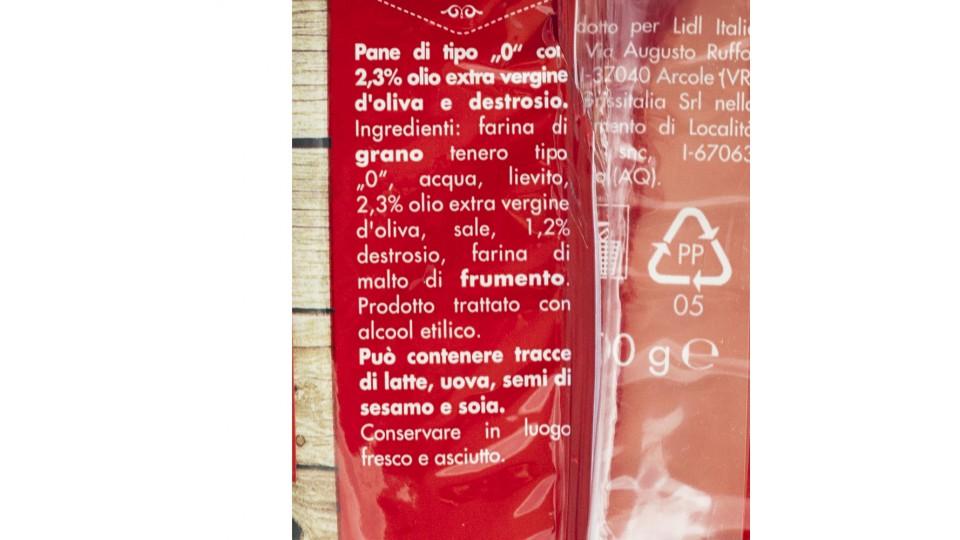 Pane di tipo „0“ con
2,3% olio extra vergine
d'oliva e destrosio.
Ingredienti: farina di
grano tenero tipo
„0“, acqua, lievito,
2,3% olio extra vergine
d'oliva, sale, 1,2%
destrosio, farina di
malto di frumento.
Prodotto trattato con
alcool etilico.
Può contenere tracce
di latte, uova, semi di
sesamo e soia.
Conservare in luogo
fresco e asciutto.
per Lidl
Via Augusto Ruffo
I-37040 Arcole (VR
Srl
di Località
snc, I-67063
(AQ).
PP
05
0 g ℮